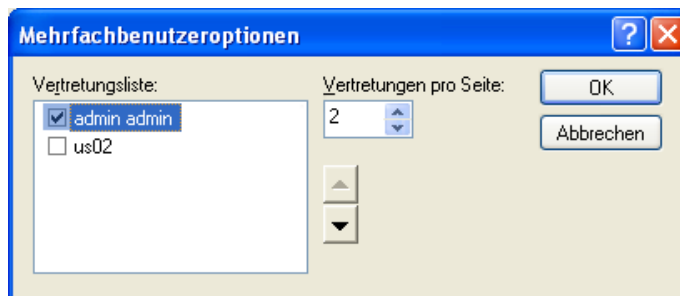 Mehrfachbenutzeroptionen
Vertretungsliste:
admin admin
us02
Vertretungen pro Seite:
2
OK
Abbrechen